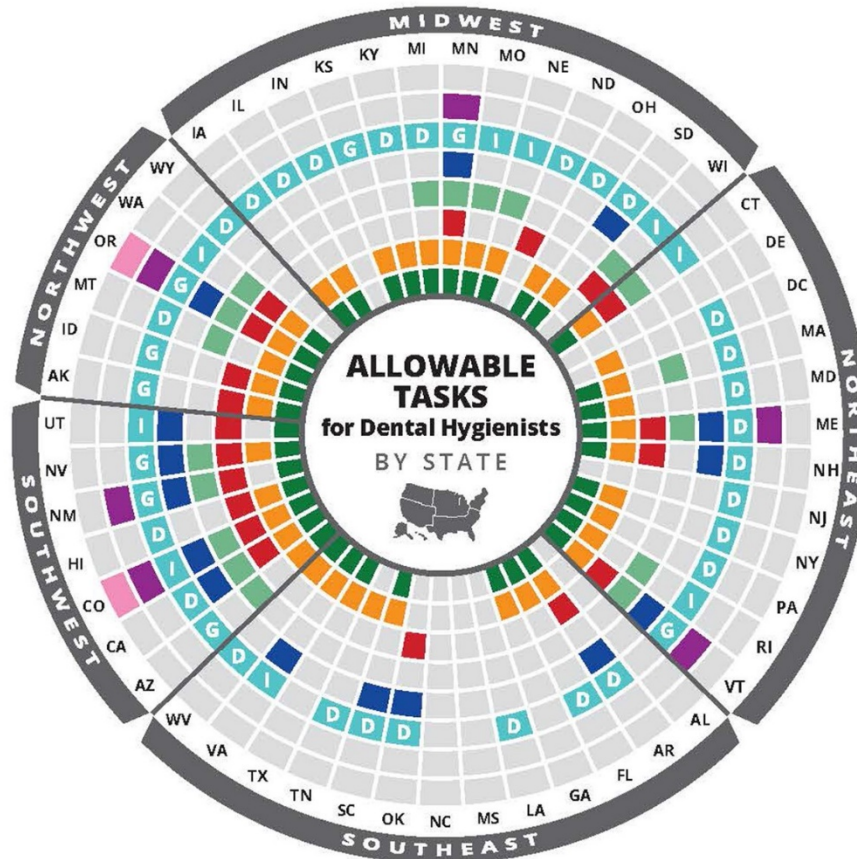 MIDWEST
IA
IL
IN
KS
KY
MI
MN
MO
NE
ND
OH
SD
WI
NORTHEAST
CT
DE
DC
MA
MD
ME
NH
NJ
NY
PA
RI
VT
SOUTHEAST
AL
AR
FL
GA
LA
MS
NC
OK
SC
TN
TX
VA
WV
SOUTHWEST
AZ
CA
CO
HI
NM
NV
UT
NORTHWEST
AK
ID
MT
OR
WA
WY
D D D D D G D D G I I D D D I I
D D D D D D D D I G
D D D D D D I
D G D I D G G I
G G D G I
ALLOWABLE
TASKS
for Dental Hygienists
BY STATE